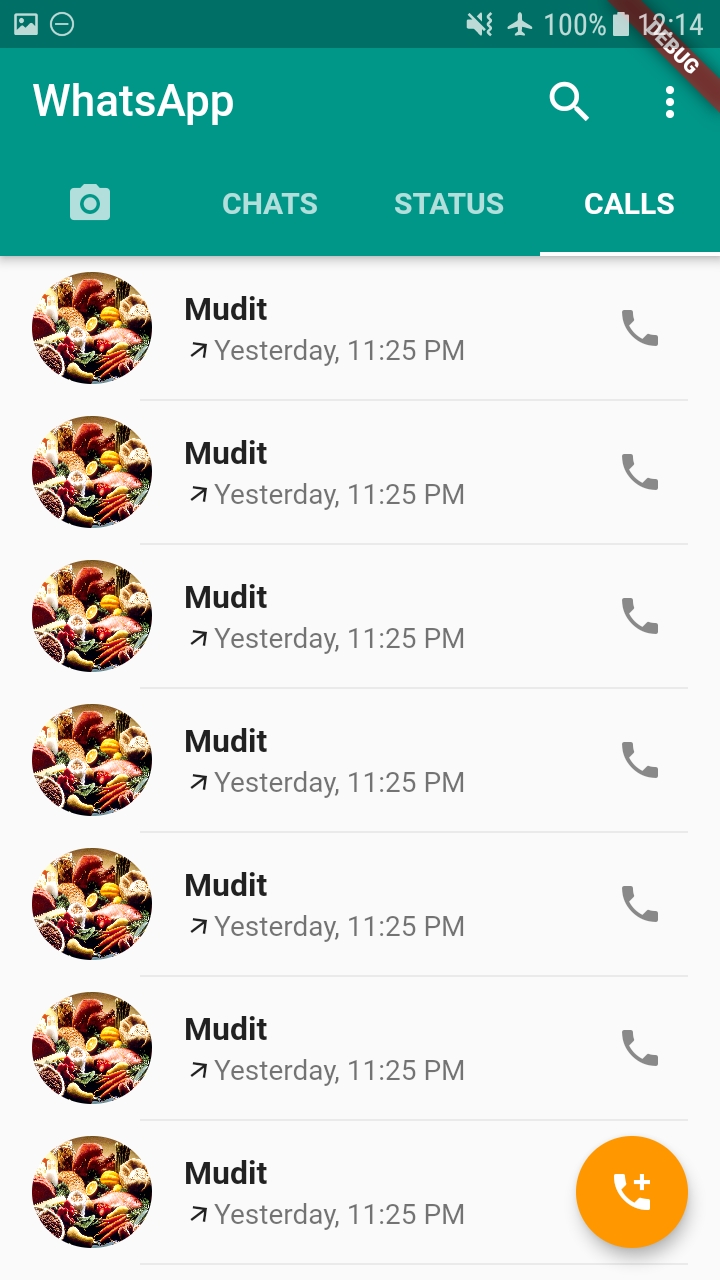 100% 12:14
DEBUG
WhatsApp
CHATS STATUS CALLS
Mudit
Yesterday, 11:25 PM
Mudit
Yesterday, 11:25 PM
Mudit
Yesterday, 11:25 PM
Mudit
Yesterday, 11:25 PM
Mudit
Yesterday, 11:25 PM
Mudit
Yesterday, 11:25 PM
Mudit
Yesterday, 11:25 PM